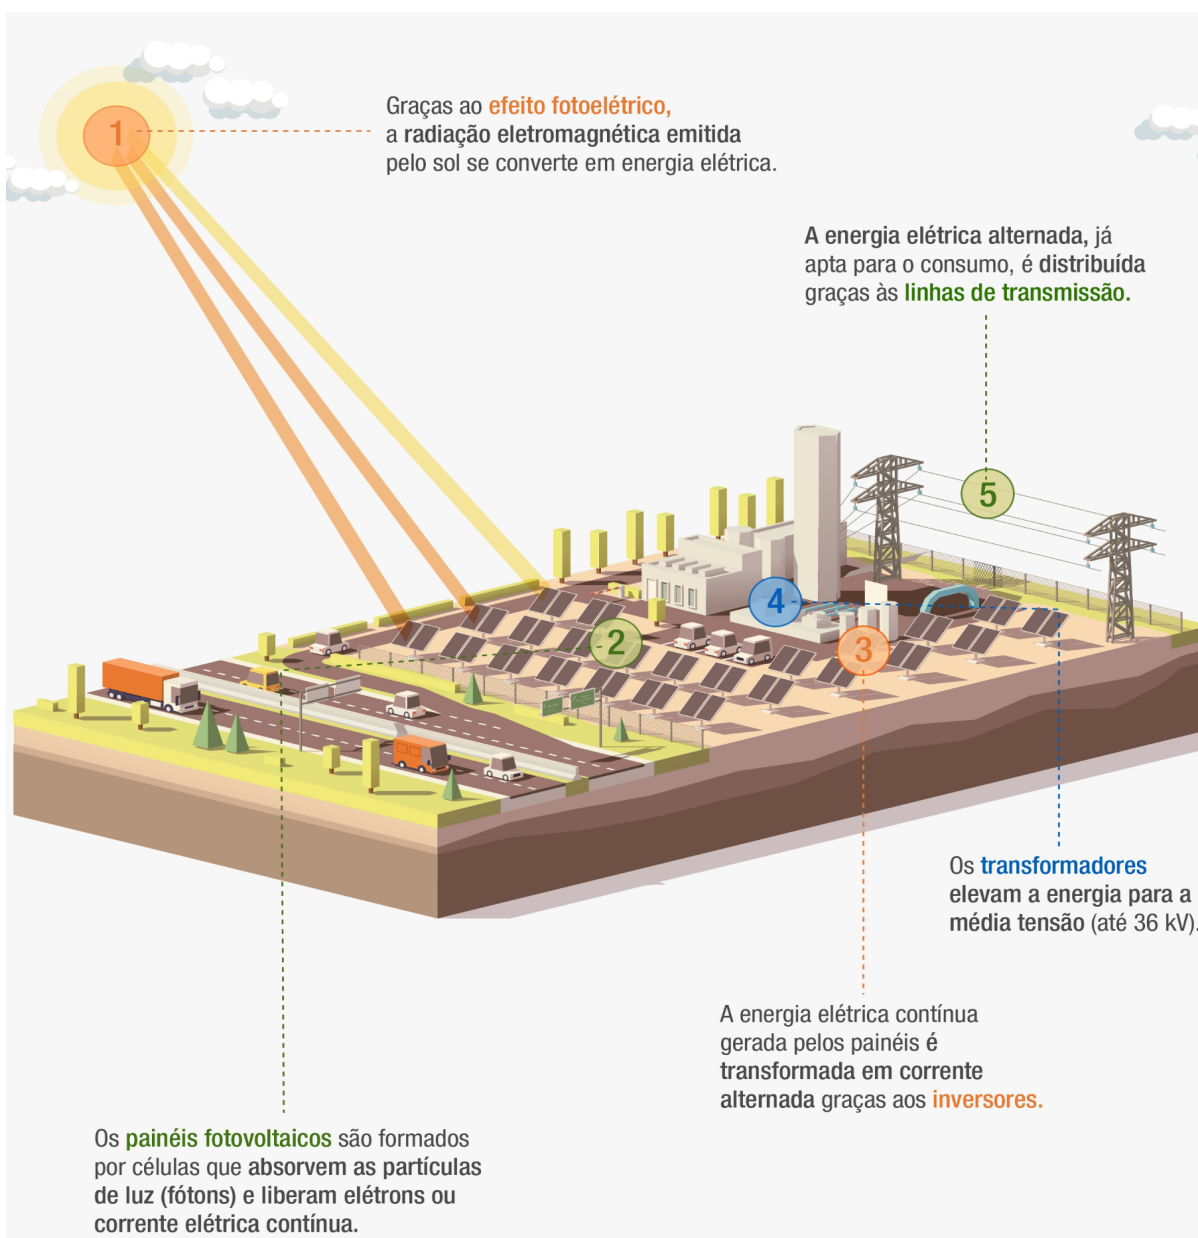 1
Graças ao efeito fotoelétrico,
a radiação eletromagnética emitida
pelo sol se converte em energia elétrica.
A energia elétrica alternada, já
apta para o consumo, é distribuída
graças às linhas de transmissão.
5
4
2
3
Os transformadores
elevam a energia para a
média tensão (até 36 kV).
A energia elétrica contínua
gerada pelos painéis é
transformada em corrente
alternada graças aos inversores.
Os painéis fotovoltaicos são formados
por células que absorvem as partículas
de luz (fótons) e liberam elétrons ou
corrente elétrica contínua.